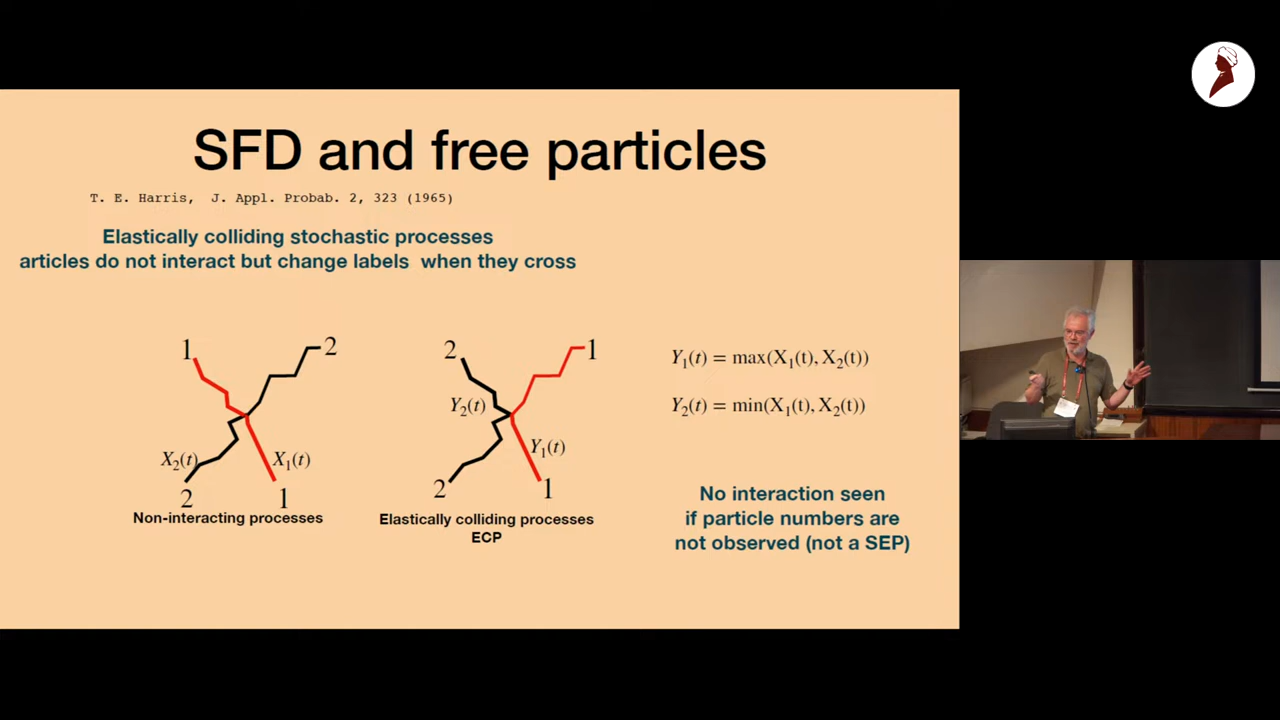 SFD and free particles
T. E. Harris, J. Appl. Probab. 2, 323 (1965)
Elastically colliding stochastic processes
articles do not interact but change labels when they cross
1
2
X₂(t)
X₁(t)
2
1
Non-interacting processes
2
1
Y₂(t)
Y₁(t)
2
1
Elastically colliding processes
ECP
Y₁(t) = max(X₁(t), X₂(t))
Y₂(t) = min(X₁(t), X₂(t))
No interaction seen
if particle numbers are
not observed (not a SEP)